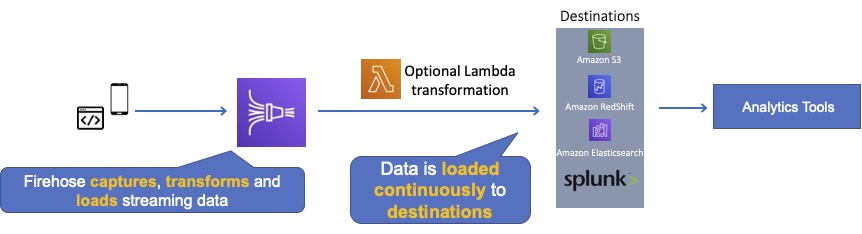 Destinations
Amazon S3
Optional Lambda
transformation
Amazon RedShift
Analytics Tools
Amazon Elasticsearch
splunk>
Firehose captures, transforms and
loads streaming data
Data is loaded
continuously to
destinations